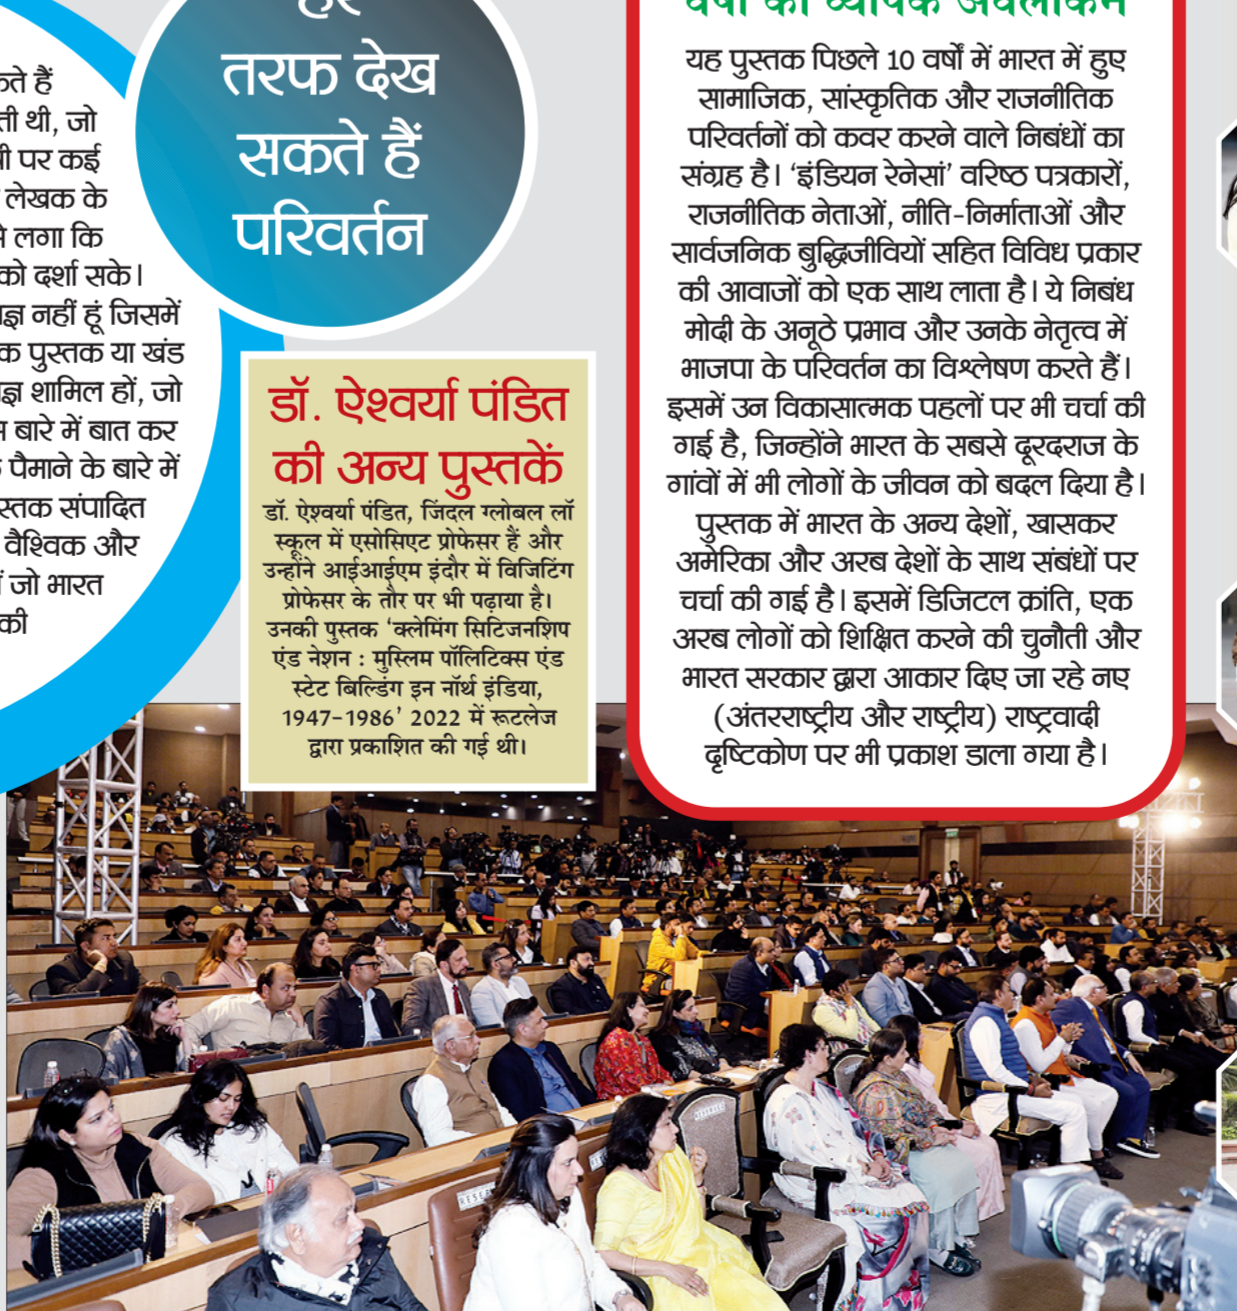 हर
तरफ देख
सकते हैं
परिवर्तन
हैं
थी, जो
पर कई
लेखक के
लगा कि
को दर्शा सके।
नहीं हूं जिसमें
पुस्तक या खंड
शामिल हों, जो
बारे में बात कर
पैमाने के बारे में
संपादित
वैश्विक और
जो भारत
की
डॉ. ऐश्वर्या पंडित
की अन्य पुस्तकें
डॉ. ऐश्वर्या पंडित, जिंदल ग्लोबल लॉ
स्कूल में एसोसिएट प्रोफेसर हैं और
उन्होंने आईआईएम इंदौर में विजिटिंग
प्रोफेसर के तौर पर भी पढ़ाया है।
उनकी पुस्तक ‘क्लेमिंग सिटिजनशिप
एंड नेशन : मुस्लिम पॉलिटिक्स एंड
स्टेट बिल्डिंग इन नॉर्थ इंडिया,
1947-1986’ 2022 में रूटलेज
द्वारा प्रकाशित की गई थी।
वर्षों का व्यापक अवलोकन
यह पुस्तक पिछले 10 वर्षों में भारत में हुए
सामाजिक, सांस्कृतिक और राजनीतिक
परिवर्तनों को कवर करने वाले निबंधों का
संग्रह है। ‘इंडियन रेनेसां’ वरिष्ठ पत्रकारों,
राजनीतिक नेताओं, नीति-निर्माताओं और
सार्वजनिक बुद्धिजीवियों सहित विविध प्रकार
की आवाजों को एक साथ लाता है। ये निबंध
मोदी के अनूठे प्रभाव और उनके नेतृत्व में
भाजपा के परिवर्तन का विश्लेषण करते हैं।
इसमें उन विकासात्मक पहलों पर भी चर्चा की
गई है, जिन्होंने भारत के सबसे दूरदराज के
गांवों में भी लोगों के जीवन को बदल दिया है।
पुस्तक में भारत के अन्य देशों, खासकर
अमेरिका और अरब देशों के साथ संबंधों पर
चर्चा की गई है। इसमें डिजिटल क्रांति, एक
अरब लोगों को शिक्षित करने की चुनौती और
भारत सरकार द्वारा आकार दिए जा रहे नए
(अंतरराष्ट्रीय और राष्ट्रीय) राष्ट्रवादी
दृष्टिकोण पर भी प्रकाश डाला गया है।